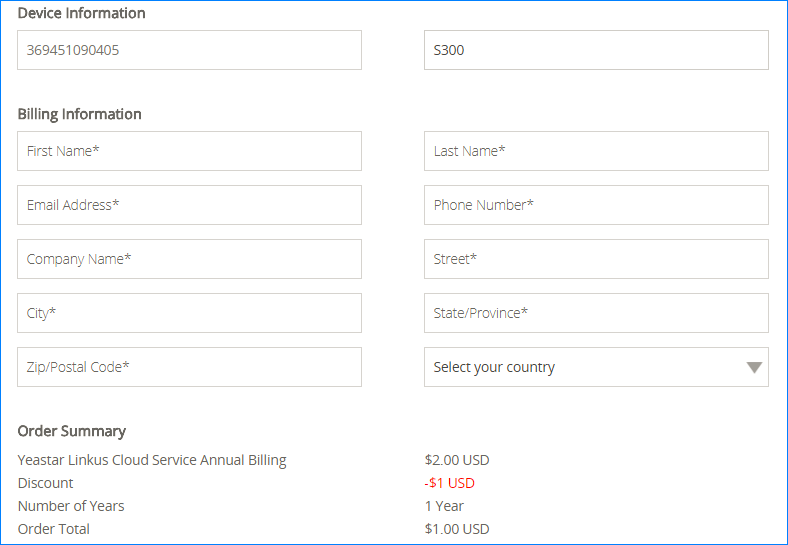 Device Information
369451090405 S300
Billing Information
First Name* Last Name*
Email Address* Phone Number*
Company Name* Street*
City* State/Province*
Zip/Postal Code* Select your country
Order Summary
Yeastar Linkus Cloud Service Annual Billing $2.00 USD
Discount -$1 USD
Number of Years 1 Year
Order Total $1.00 USD